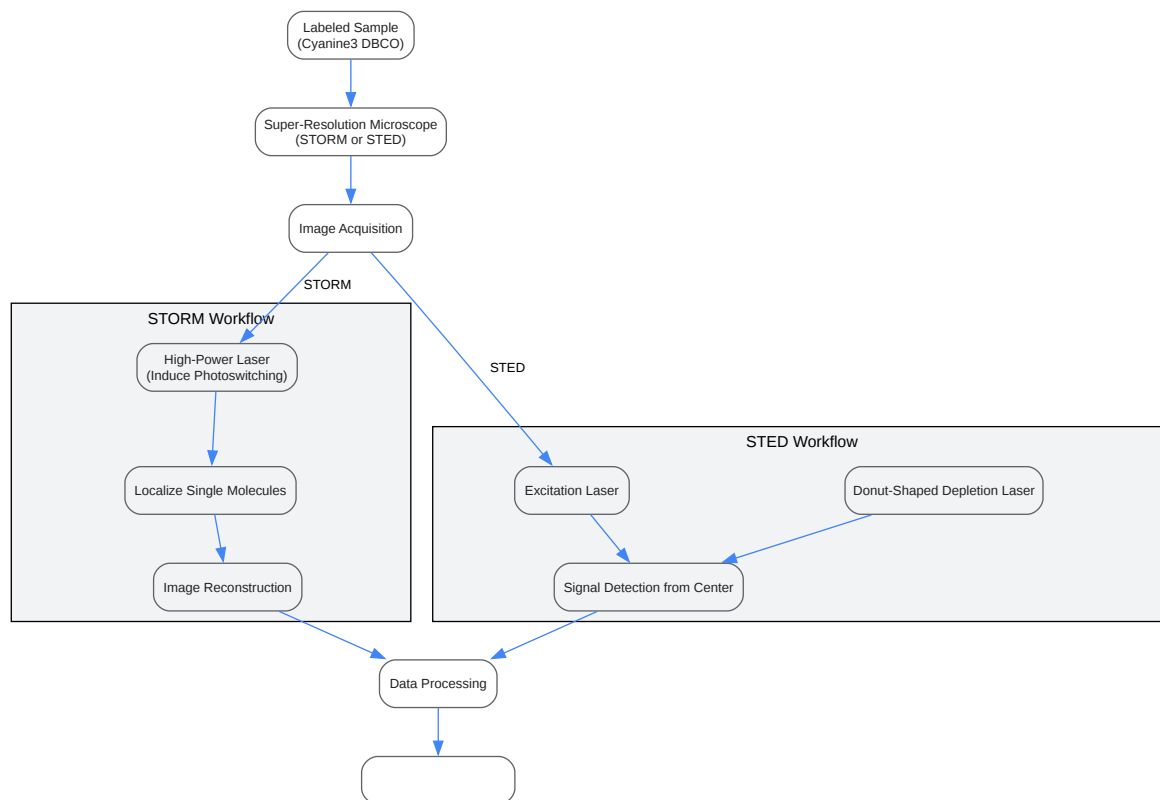 Labeled Sample
(Cyanine3 DBCO)
Super-Resolution Microscope
(STORM or STED)
Image Acquisition
STORM
STORM Workflow
High-Power Laser
(Induce Photoswitching)
STED
STED Workflow
Localize Single Molecules
Excitation Laser
Donut-Shaped Depletion Laser
Image Reconstruction
Signal Detection from Center
Data Processing